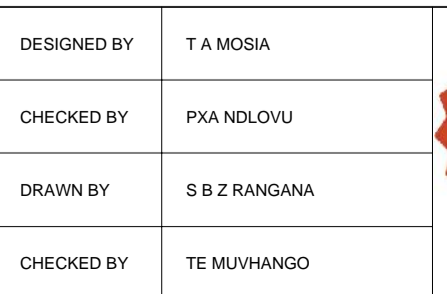 DESIGNED BY T A MOSIA
CHECKED BY PXA NDLOVU
DRAWN BY S B Z RANGANA
CHECKED BY TE MUVHANGO